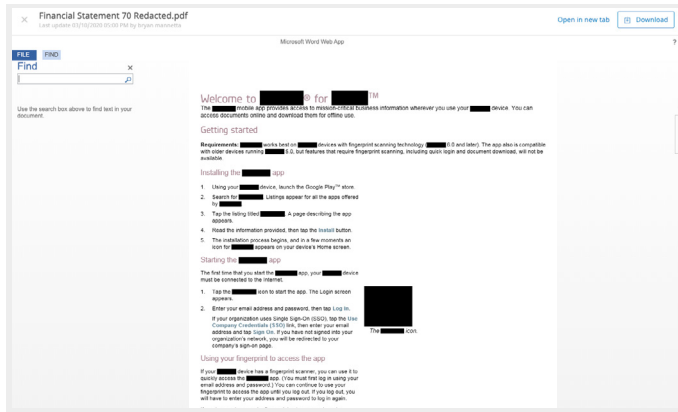 Financial Statement 70 Redacted.pdf
Last update 03/10/2020 05:00 PM by bryan mannetta
Open in new tab
Download
Microsoft Word Web App
?
FILE FIND
Find
Use the search box above to find text in your
document.
Welcome to ® for ™
The mobile app provides access to mission-critical business information wherever you use your device. You can
access documents online and download them for offline use.
Getting started
Requirements: works best on devices with fingerprint scanning technology ( 6.0 and later). The app also is compatible
with older devices running 5.0, but features that require fingerprint scanning, including quick login and document download, will not be
available.
Installing the app
1. Using your device, launch the Google Play™ store.
2. Search for . Listings appear for all the apps offered
by
3. Tap the listing titled . A page describing the app
appears.
4. Read the information provided, then tap the Install button.
5. The installation process begins, and in a few moments an
icon for appears on your device's Home screen.
Starting the app
The first time that you start the app, your device
must be connected to the internet.
1. Tap the icon to start the app. The Login screen
appears.
2. Enter your email address and password, then tap Log In.
If your organization uses Single Sign-On (SSO), tap the Use
Company Credentials (SSO) link, then enter your email
address and tap Sign On. If you have not signed into your
organization's network, you will be redirected to your
company's sign-on page.
The icon.
Using your fingerprint to access the app
If your device has a fingerprint scanner, you can use it to
quickly access the app. (You must first log in using your
email address and password.) You can continue to use your
fingerprint to access the app until you log out. If you log out, you
will have to enter your address and password to log in again.